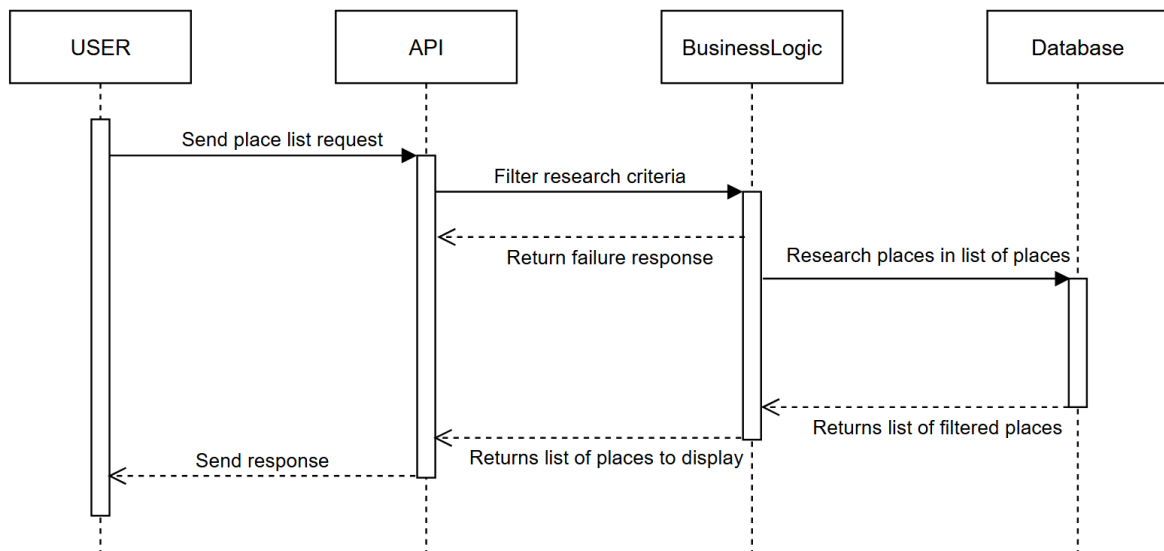 USER
API
BusinessLogic
Database
Send place list request
Filter research criteria
Return failure response
Research places in list of places
Returns list of filtered places
Returns list of places to display
Send response